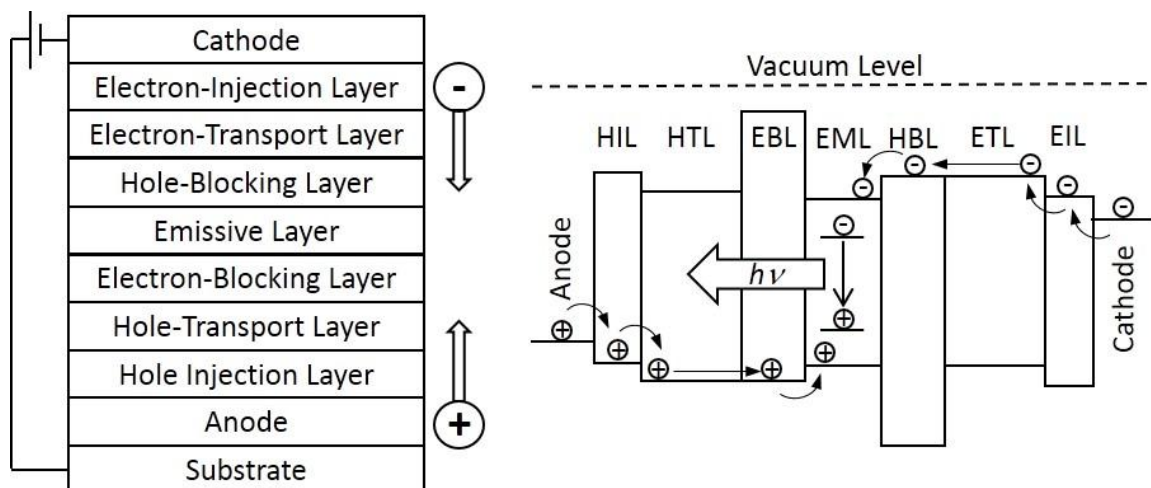 Cathode
Electron-Injection Layer
Electron-Transport Layer
Hole-Blocking Layer
Emissive Layer
Electron-Blocking Layer
Hole-Transport Layer
Hole Injection Layer
Anode
Substrate
-
+
Vacuum Level
HIL HTL EBL EML HBL ETL EIL
Anode
hν
Cathode